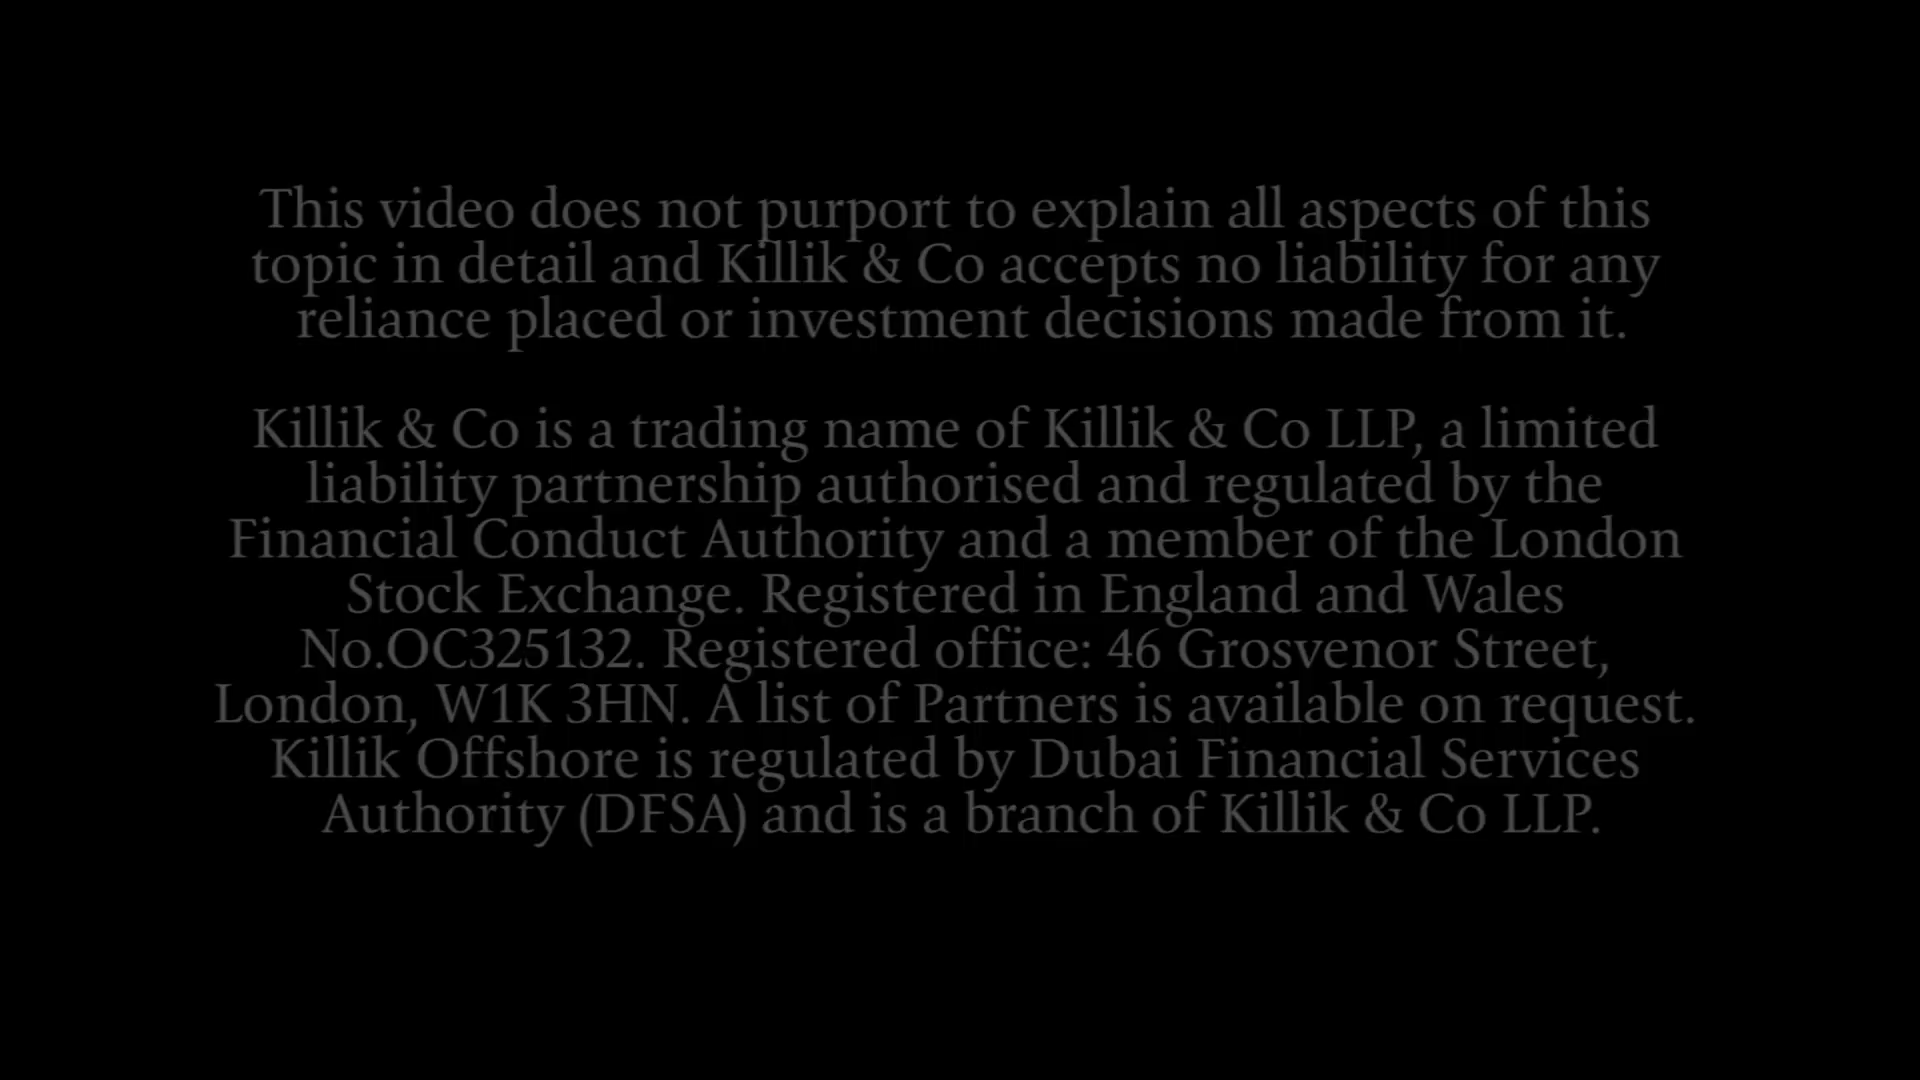 This video does not purport to explain all aspects of this
topic in detail and Killik & Co accepts no liability for any
reliance placed or investment decisions made from it.
Killik & Co is a trading name of Killik & Co LLP, a limited
liability partnership authorised and regulated by the
Financial Conduct Authority and a member of the London
Stock Exchange. Registered in England and Wales
No.OC325132. Registered office: 46 Grosvenor Street,
London, W1K 3HN. A list of Partners is available on request.
Killik Offshore is regulated by Dubai Financial Services
Authority (DFSA) and is a branch of Killik & Co LLP.